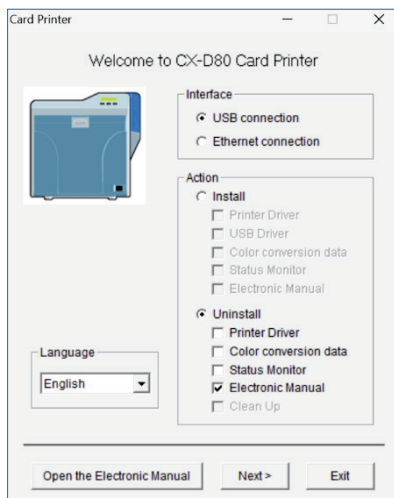 Card Printer
Welcome to CX-D80 Card Printer
Interface
USB connection
Ethernet connection
Action
Install
Printer Driver
USB Driver
Color conversion data
Status Monitor
Electronic Manual
Uninstall
Printer Driver
Color conversion data
Status Monitor
Electronic Manual
Clean Up
Language
English
Open the Electronic Manual
Next >
Exit